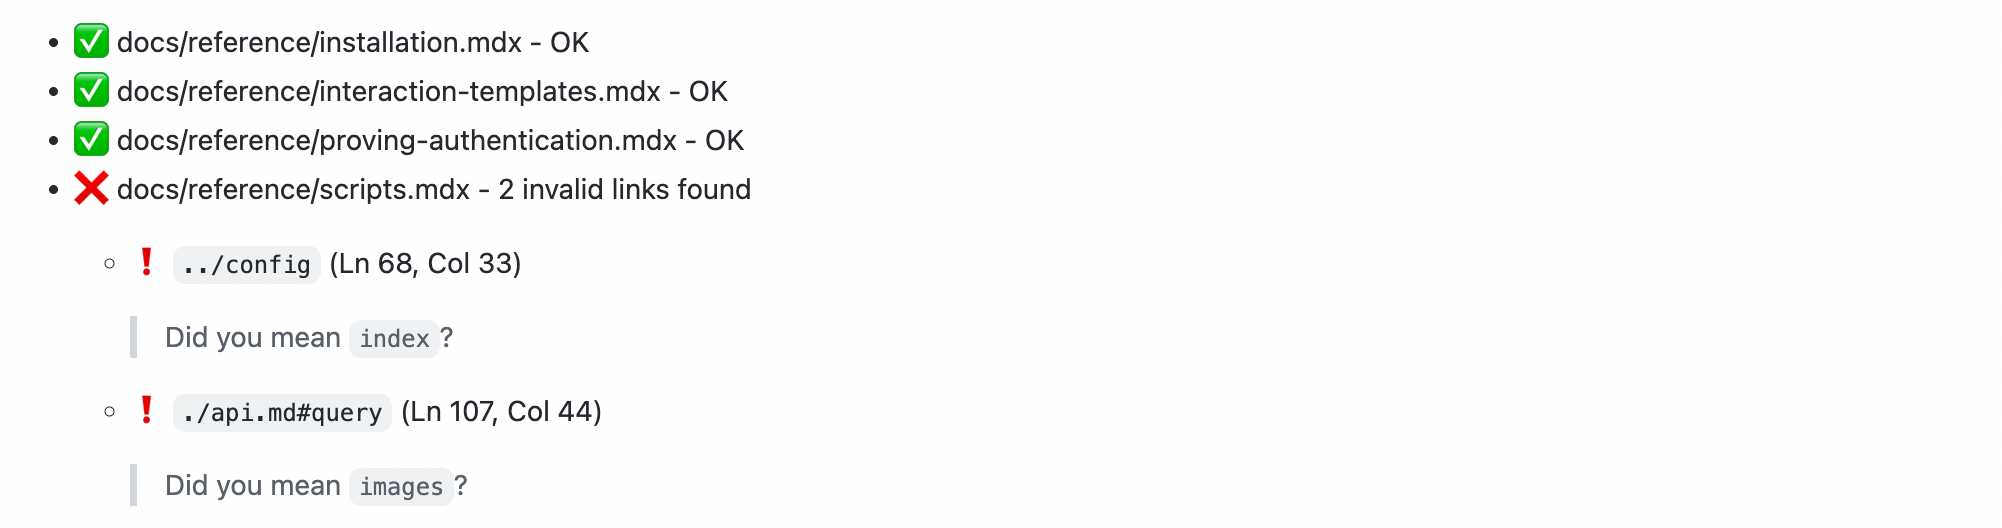 ✅ docs/reference/installation.mdx - OK
✅ docs/reference/interaction-templates.mdx - OK
✅ docs/reference/proving-authentication.mdx - OK
❌ docs/reference/scripts.mdx - 2 invalid links found
❗ ../config (Ln 68, Col 33)
Did you mean index?
❗ ./api.md#query (Ln 107, Col 44)
Did you mean images?